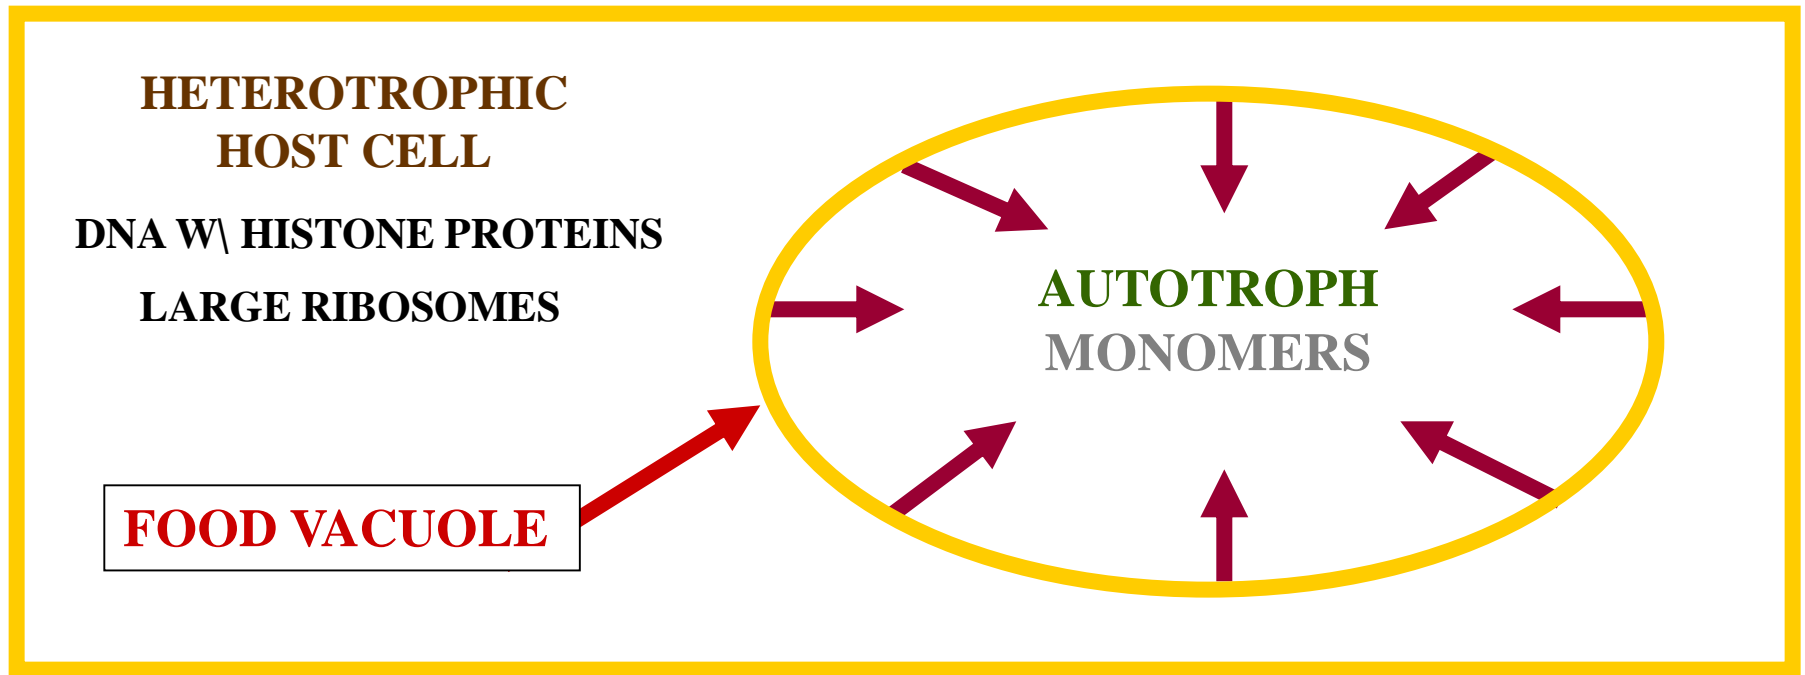 HETEROTROPHIC
HOST CELL
DNA W\ HISTONE PROTEINS
LARGE RIBOSOMES
FOOD VACUOLE
AUTOTROPH
MONOMERS